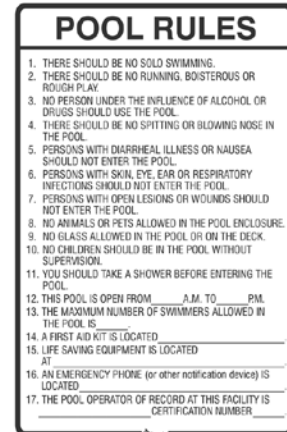 POOL RULES
1. THERE SHOULD BE NO SOLO SWIMMING.
2. THERE SHOULD BE NO RUNNING, BOISTEROUS OR
ROUGH PLAY.
3. NO PERSON UNDER THE INFLUENCE OF ALCOHOL OR
DRUGS SHOULD USE THE POOL.
4. THERE SHOULD BE NO SPITTING OR BLOWING NOSE IN
THE POOL.
5. PERSONS WITH DIARRHEAL ILLNESS OR NAUSEA
SHOULD NOT ENTER THE POOL.
6. PERSONS WITH SKIN, EYE, EAR OR RESPIRATORY
INFECTIONS SHOULD NOT ENTER THE POOL.
7. PERSONS WITH OPEN LESIONS OR WOUNDS SHOULD
NOT ENTER THE POOL.
8. NO ANIMALS OR PETS ALLOWED IN THE POOL ENCLOSURE.
9. NO GLASS ALLOWED IN THE POOL OR ON THE DECK.
10. NO CHILDREN SHOULD BE IN THE POOL WITHOUT
SUPERVISION.
11. YOU SHOULD TAKE A SHOWER BEFORE ENTERING THE
POOL.
12. THIS POOL IS OPEN FROM______A.M. TO______P.M.
13. THE MAXIMUM NUMBER OF SWIMMERS ALLOWED IN
THE POOL IS______.
14. A FIRST AID KIT IS LOCATED____________________.
15. LIFE SAVING EQUIPMENT IS LOCATED
AT____________________.
16. AN EMERGENCY PHONE (or other notification device) IS
LOCATED____________________.
17. THE POOL OPERATOR OF RECORD AT THIS FACILITY IS
____________________CERTIFICATION NUMBER______.